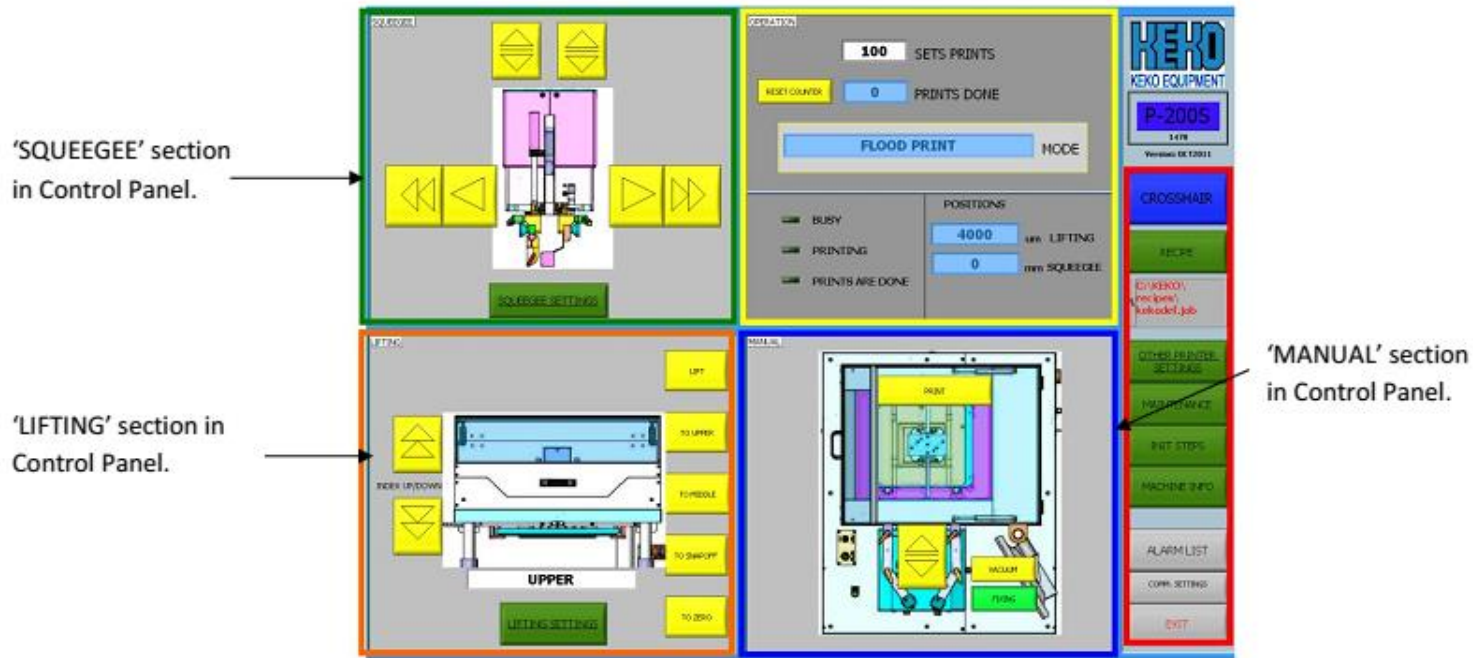 'SQUEEGEE' section
in Control Panel.
'LIFTING' section in
Control Panel.
'MANUAL' section
in Control Panel.
SQUEEGEE
SQUEEGEE SETTINGS
OPERATION
100 SETS PRINTS
RESET COUNTER 0 PRINTS DONE
FLOOD PRINT MODE
BUSY
PRINTING
PRINTS ARE DONE
POSITIONS
4000 um LIFTING
0 mm SQUEEGEE
LIFTING
INDEX UP/DOWN
LIFT
TO UPPER
TO MIDDLE
TO SNAPOFF
TO ZERO
UPPER
LIFTING SETTINGS
MANUAL
PRINT
VACUUM
FIXING
KEKO
KEKO EQUIPMENT
P-200S
1478
Version: OCT2011
CROSSHAIR
RECIPE
C:\KEKO\
recipes\
kekodef.job
OTHER PRINTER
SETTINGS
MAINTENANCE
INIT STEPS
MACHINE INFO
ALARM LIST
COMM. SETTINGS
EXIT